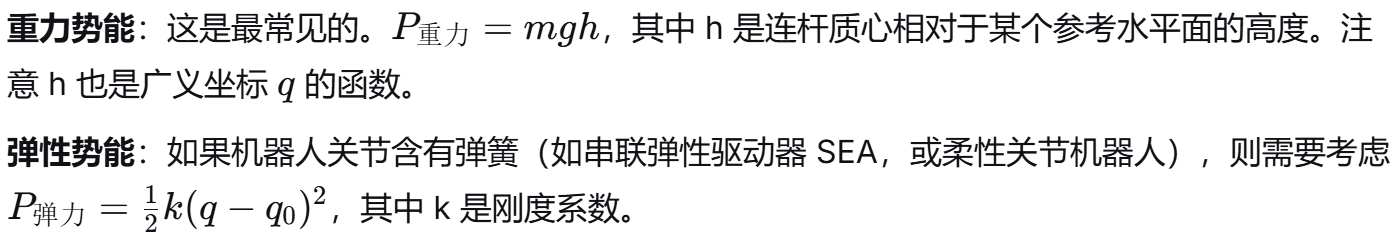 重力势能：这是最常见的。P重力 = mgh，其中 h 是连杆质心相对于某个参考水平面的高度。注
意 h 也是广义坐标 q 的函数。
弹性势能：如果机器人关节含有弹簧（如串联弹性驱动器 SEA，或柔性关节机器人），则需要考虑
P弹力 = 1/2 k(q − q₀)²，其中 k 是刚度系数。